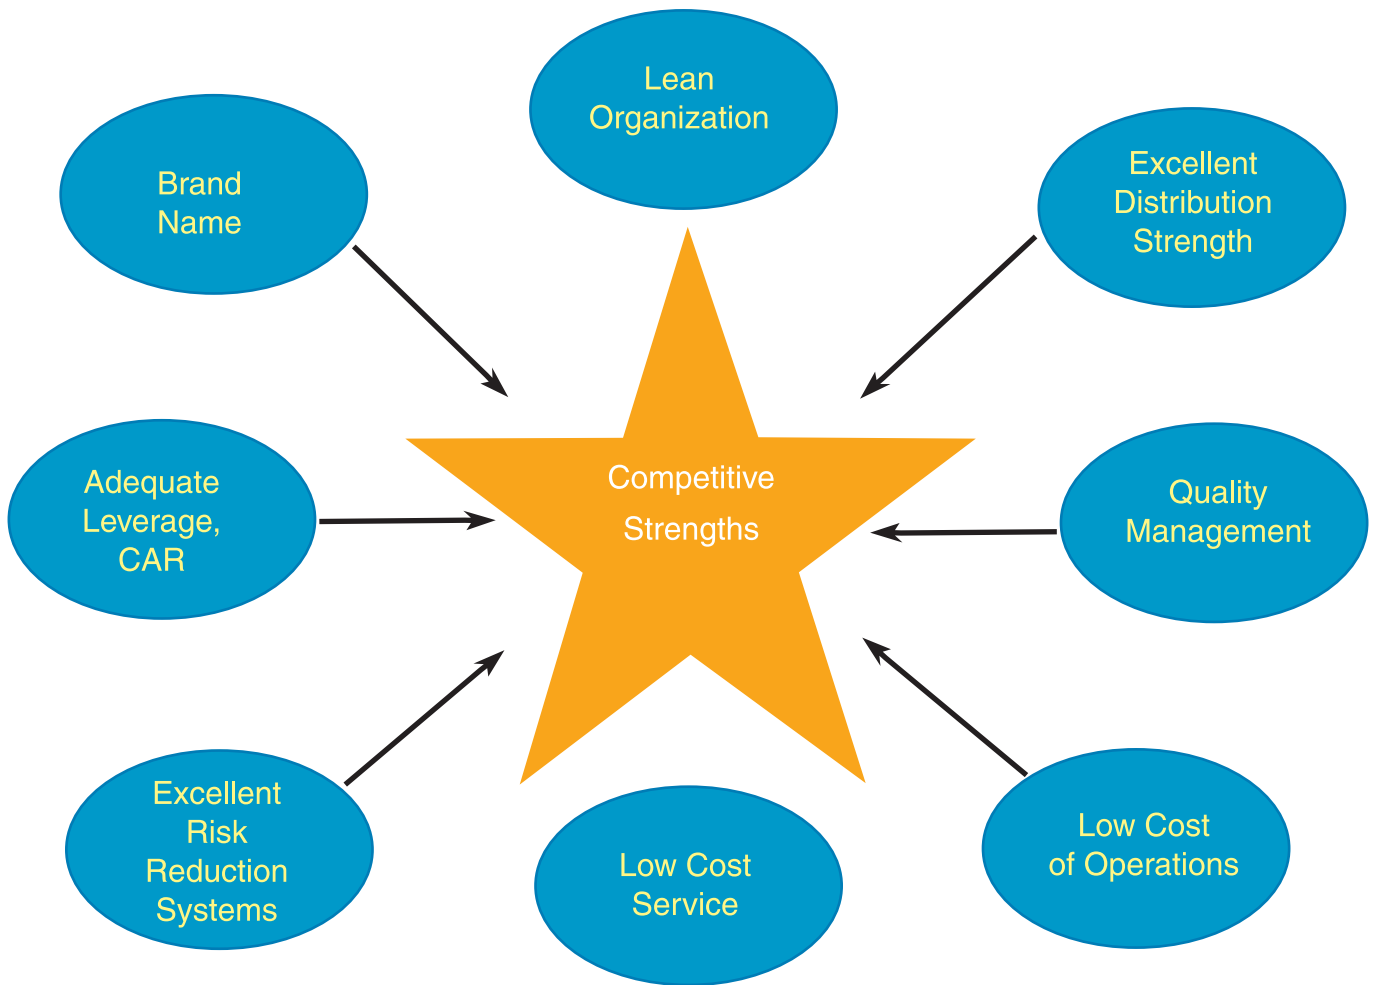 Lean
Organization
Brand
Name
Excellent
Distribution
Strength
Competitive
Strengths
Adequate
Leverage,
CAR
Quality
Management
Excellent
Risk
Reduction
Systems
Low Cost
Service
Low Cost
of Operations